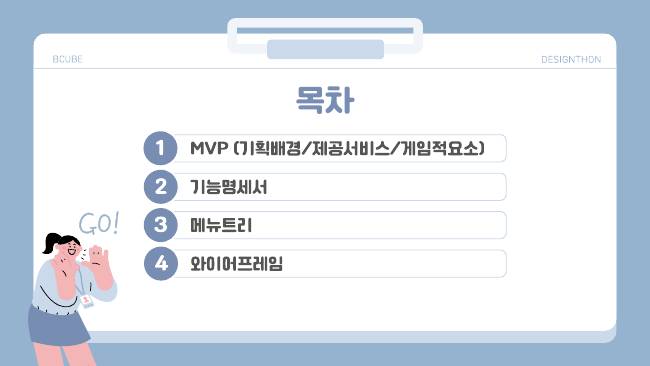 BCUBE
DESIGNTHON
목차
1 MVP (기획배경/제공서비스/게임적요소)
2 기능명세서
3 메뉴트리
4 와이어프레임
GO!